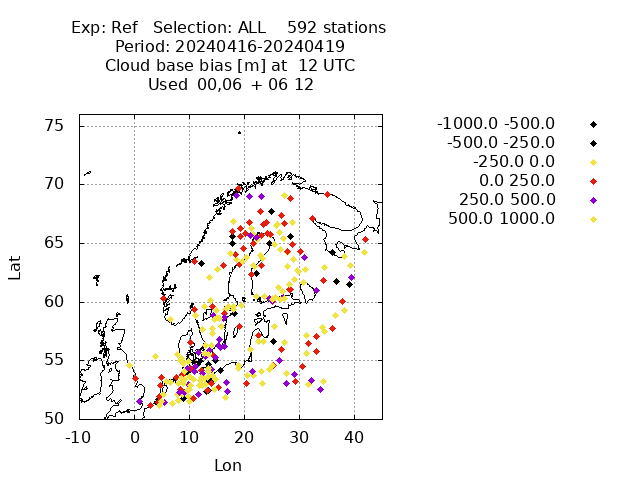 Exp: Ref   Selection: ALL    592 stations
Period: 20240416-20240419
Cloud base bias [m] at  12 UTC
Used  00,06  + 06 12
-1000.0 -500.0
-500.0 -250.0
-250.0 0.0
0.0 250.0
250.0 500.0
500.0 1000.0
75
70
65
60
55
50
Lat
-10 0 10 20 30 40
Lon